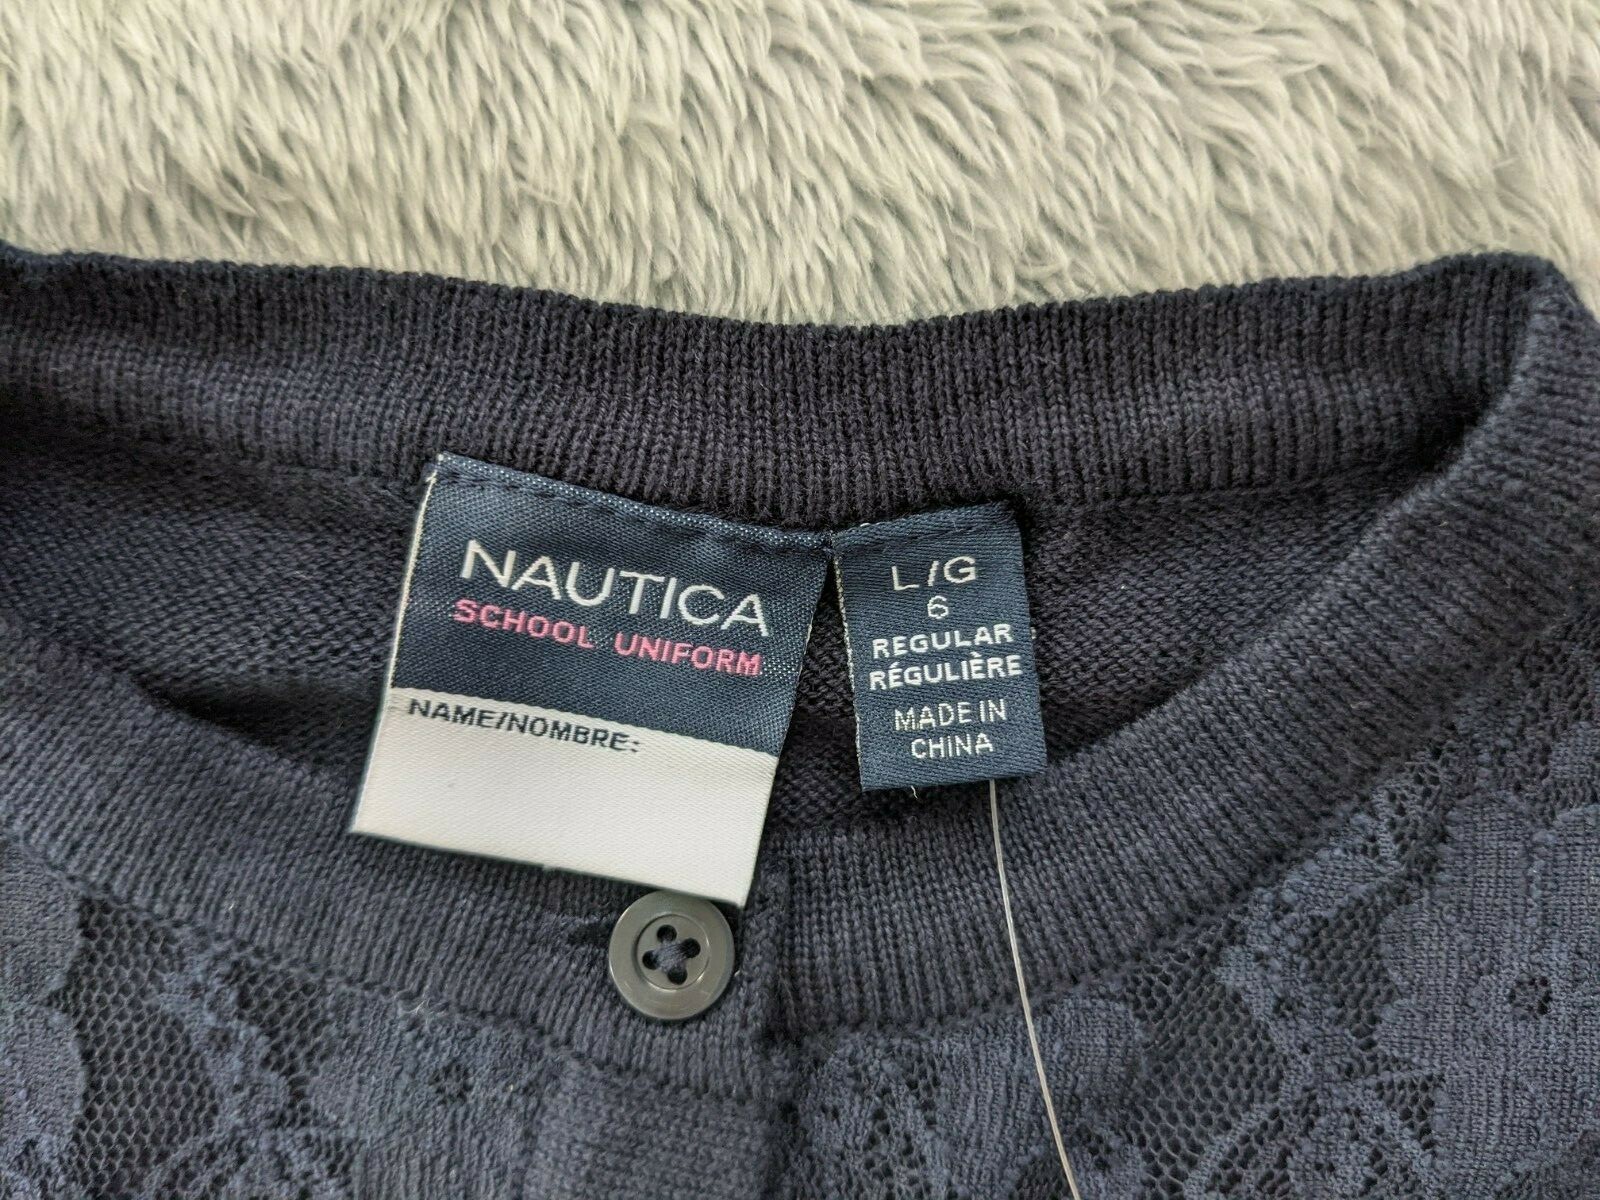 NAUTICA
SCHOOL UNIFORM
NAME/NOMBRE:
L/G
6
REGULAR
RÉGULIÈRE
MADE IN
CHINA